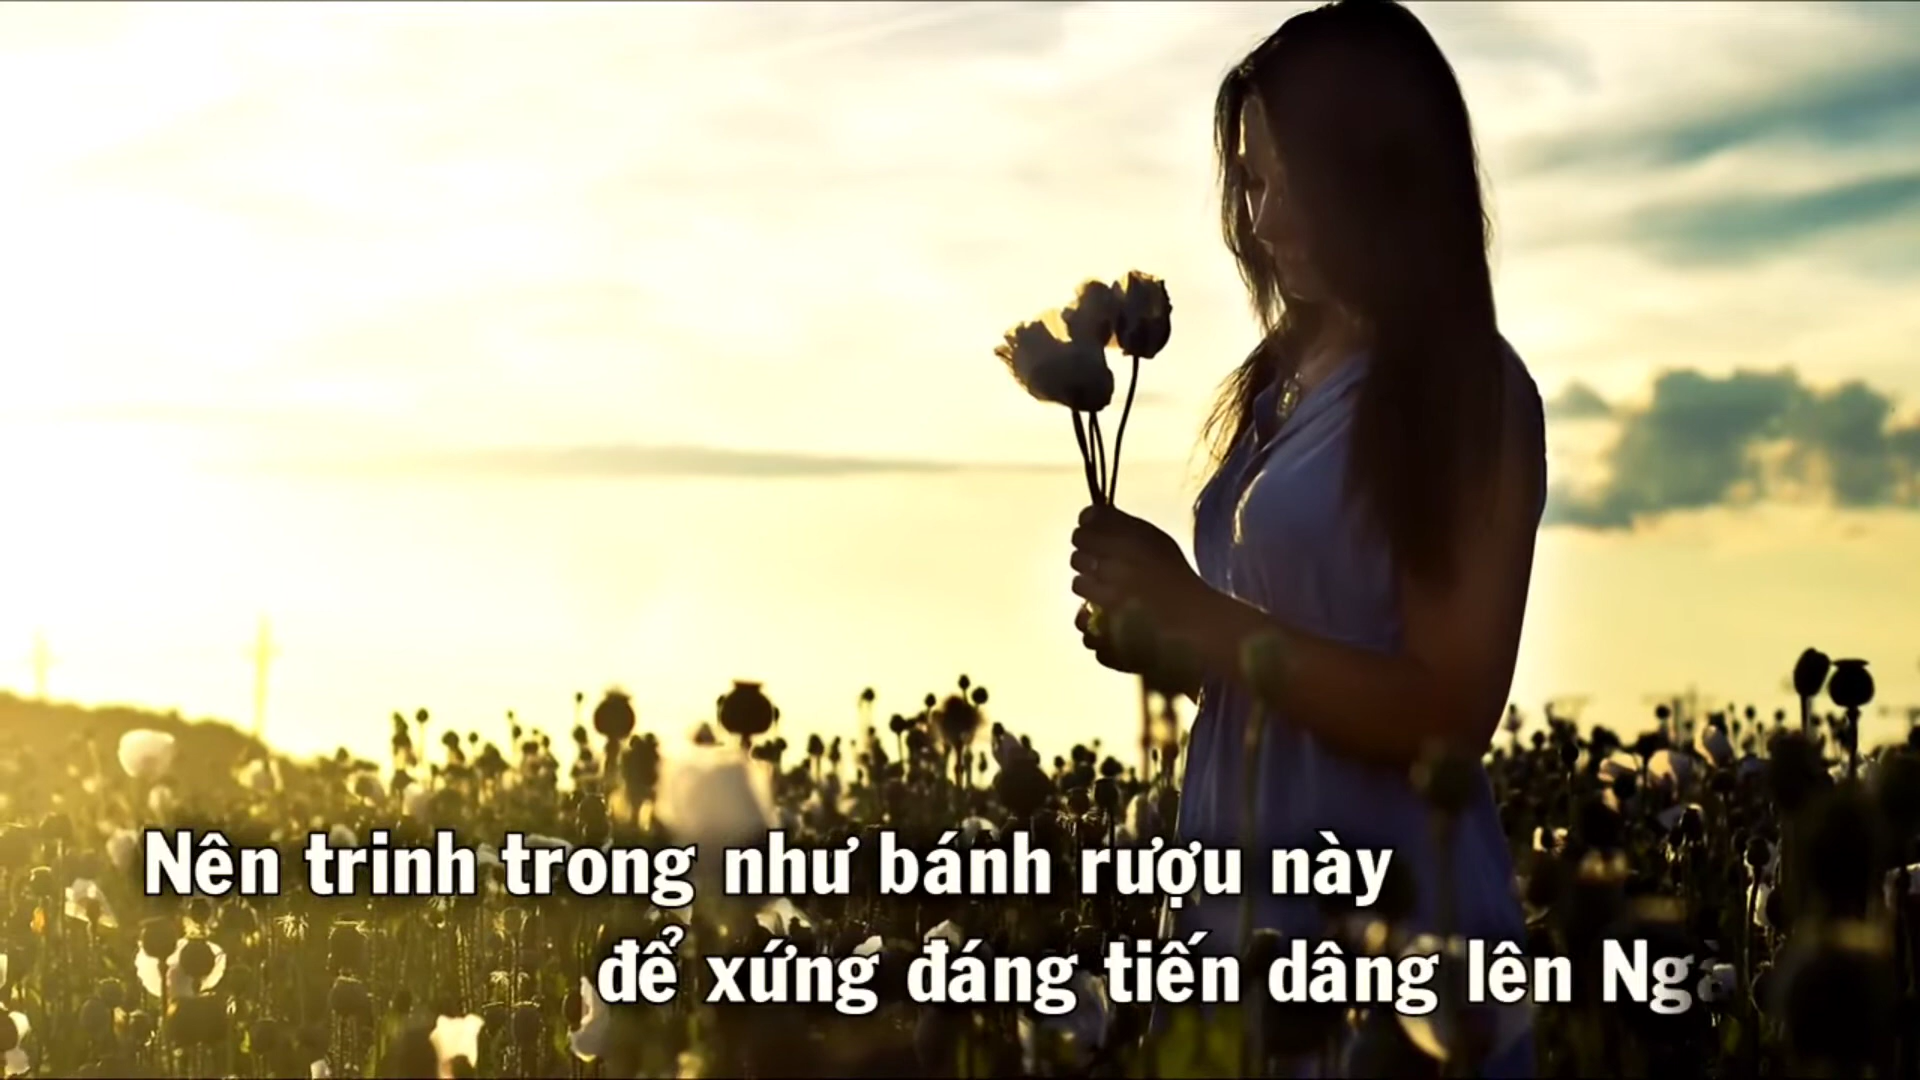 Nên trinh trong như bánh rượu này
để xứng đáng tiến dâng lên